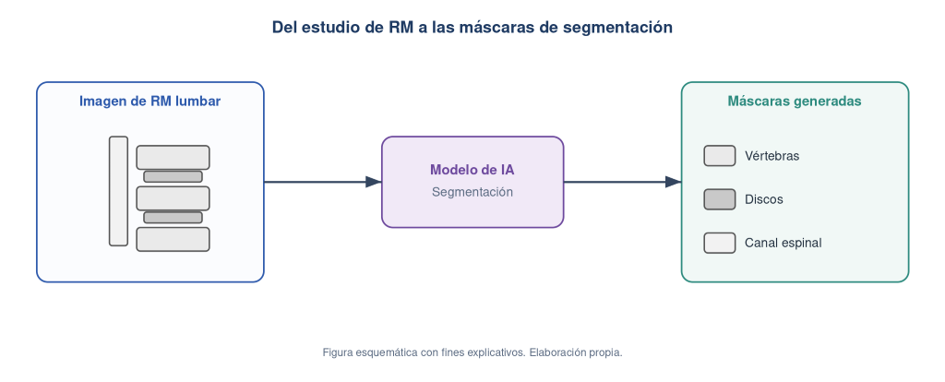 Del estudio de RM a las máscaras de segmentación
Imagen de RM lumbar
Modelo de IA
Segmentación
Máscaras generadas
Vértebras
Discos
Canal espinal
Figura esquemática con fines explicativos. Elaboración propia.